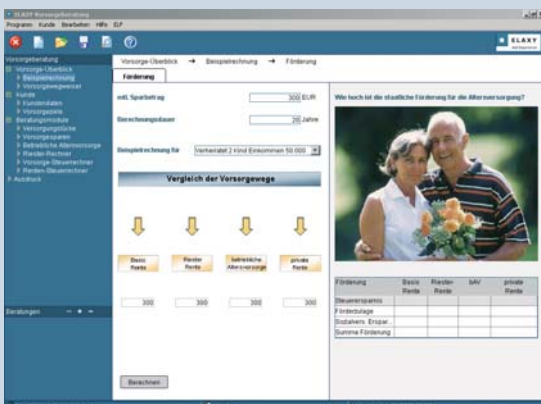 ELAXY Vorsorgeberatung
Programm Kunde Bearbeiten Hilfe ELF
ELAXY
Vorsorgeberatung
Vorsorge-Überblick
Beispielrechnung
Vorsorgewegweiser
Kunde
Kundendaten
Vorsorgeziele
Beratungsmodule
Versorgungslücke
Vorsorgesparen
Betriebliche Altersvorsorge
Riester-Rechner
Vorsorge-Steuerrechner
Renten-Steuerrechner
Ausdruck
Beratungen
Vorsorge-Überblick → Beispielrechnung → Förderung
Förderung
mtl. Sparbetrag 300 EUR
Berechnungsdauer 20 Jahre
Beispielrechnung für Verheiratet 2 Kind Einkommen 50.000
Vergleich der Vorsorgewege
Basis Rente
Riester Rente
betriebliche Altersvorsorge
private Rente
300 300 300 300
Berechnen
Wie hoch ist die staatliche Förderung für die Altersvorsorge?
Förderung Basis Rente Riester-Rente bAV private Rente
Steuerersparnis
Förderzulage
Sozialvers. Erspar...
Summe Förderung